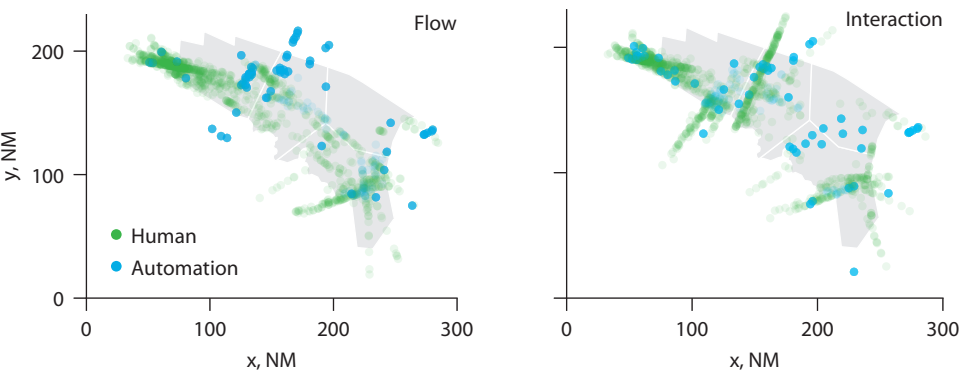 Flow
Interaction
y, NM
200
100
0
Human
Automation
0 100 200 300
x, NM
0 100 200 300
x, NM